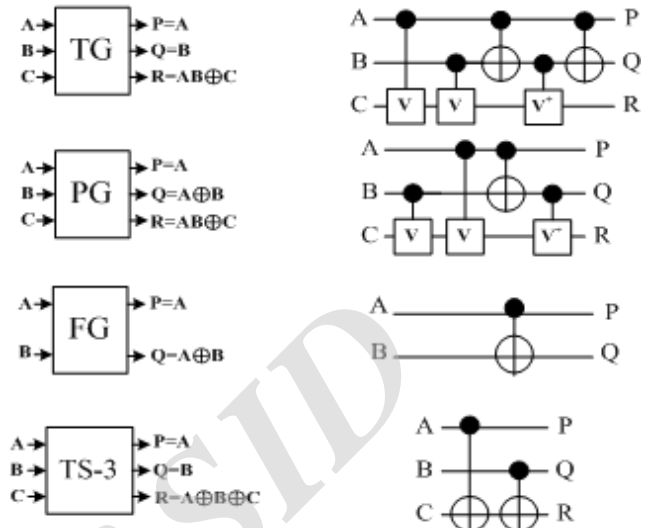 A P=A
B TG Q=B
C R=AB⊕C
A P
B Q
C V V V⁺ R
A P=A
B PG Q=A⊕B
C R=AB⊕C
A P
B Q
C V V V⁺ R
A P=A
FG
B Q=A⊕B
A P
B Q
A P=A
B TS-3 Q=B
C R=A⊕B⊕C
A P
B Q
C R
SID